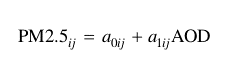 PM2.5ᵢⱼ = a₀ᵢⱼ + a₁ᵢⱼAOD